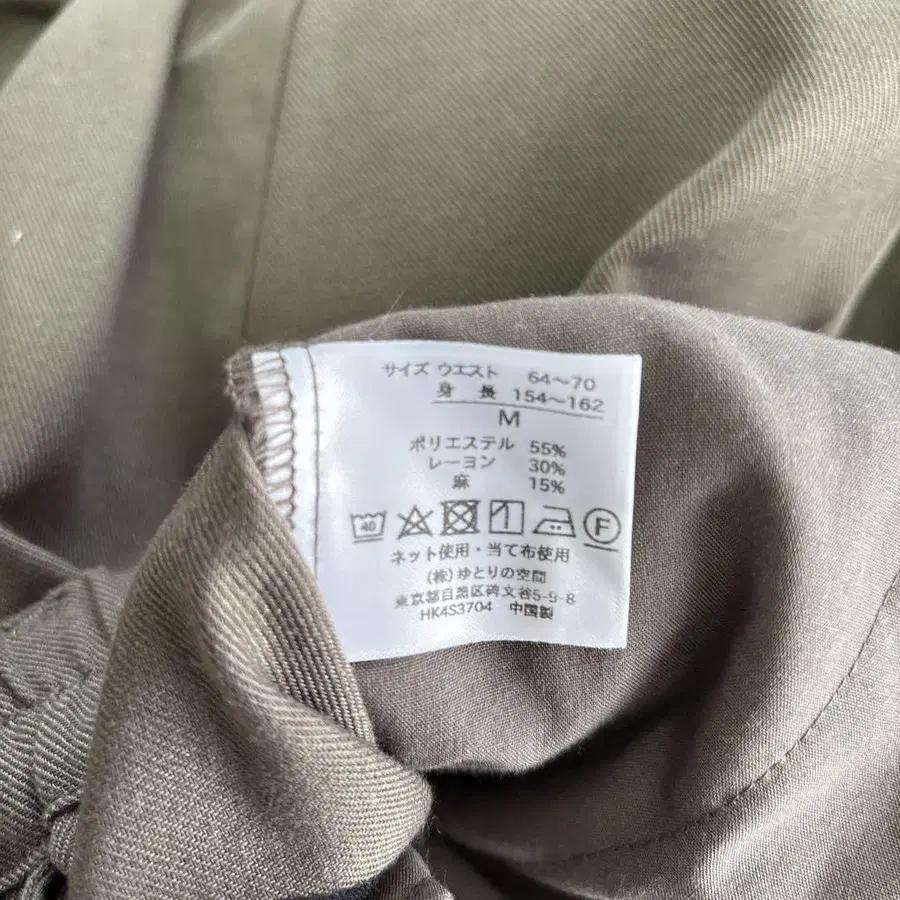 サイズ ウエスト 64〜70
身 長 154〜162
M
ポリエステル 55%
レーヨン 30%
麻 15%
40 F
ネット使用・当て布使用
(株)ゆとりの空間
東京都目黒区碑文谷5-9-8
HK4S3704 中国製